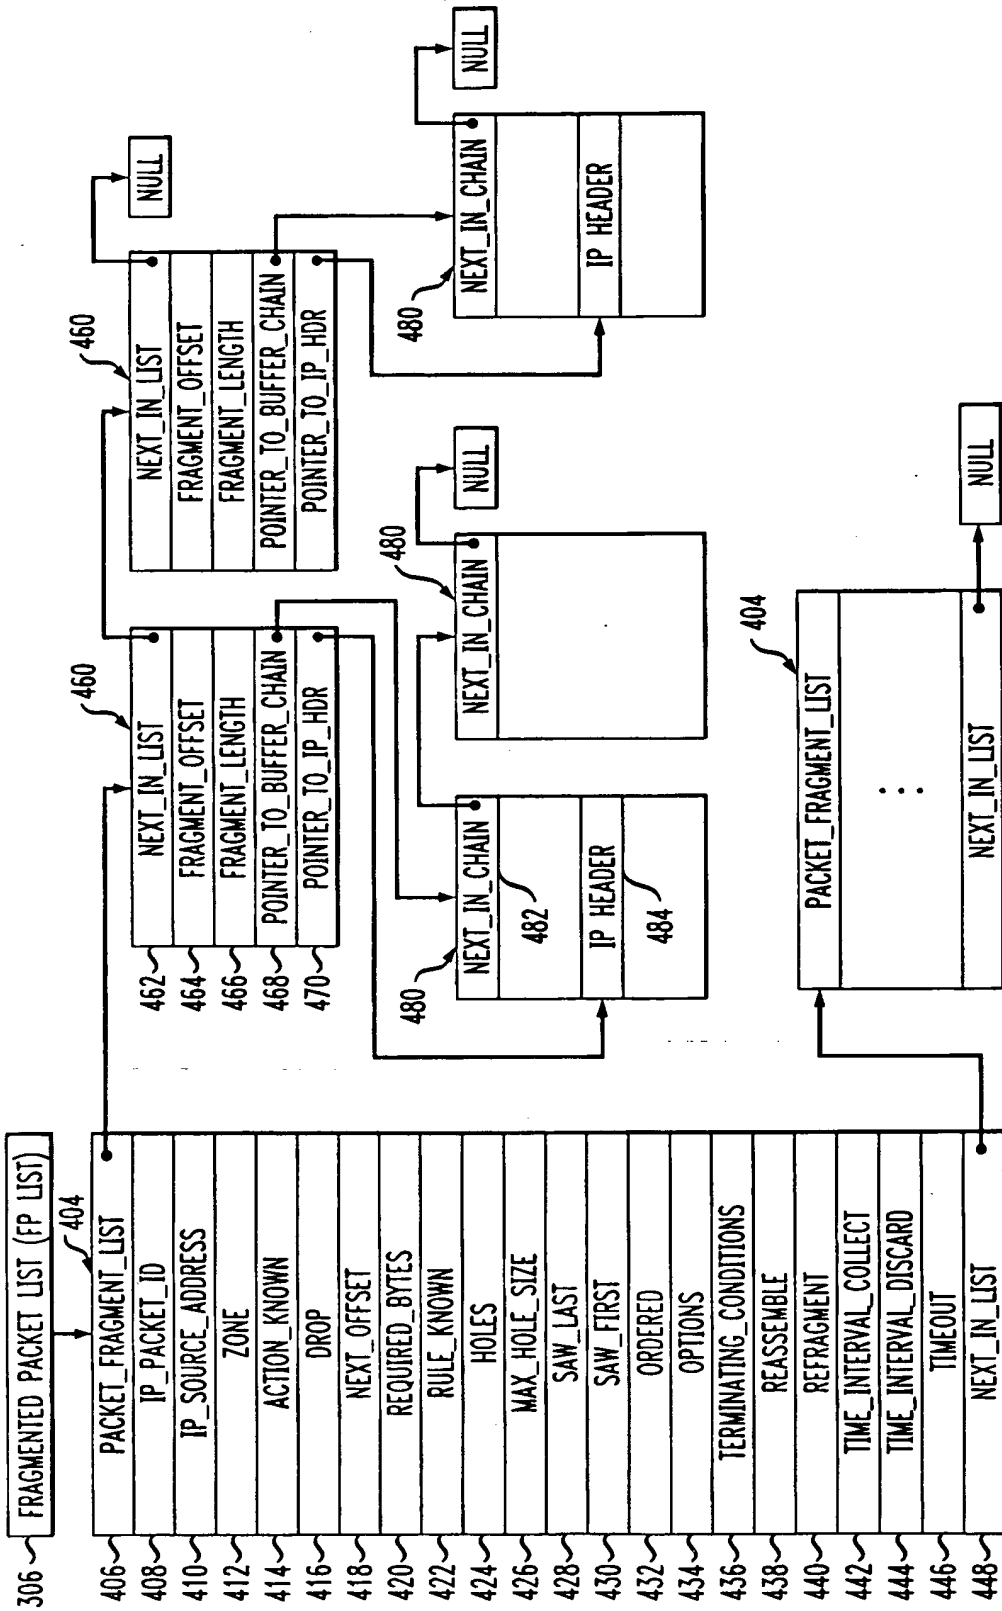 306 FRAGMENTED PACKET LIST (FP LIST)
404
406 PACKET_FRAGMENT_LIST
408 IP_PACKET_ID
410 IP_SOURCE_ADDRESS
412 ZONE
414 ACTION_KNOWN
416 DROP
418 NEXT_OFFSET
420 REQUIRED_BYTES
422 RULE_KNOWN
424 HOLES
426 MAX_HOLE_SIZE
428 SAW_LAST
430 SAW_FIRST
432 ORDERED
434 OPTIONS
436 TERMINATING_CONDITIONS
438 REASSEMBLE
440 REFRAGMENT
442 TIME_INTERVAL_COLLECT
444 TIME_INTERVAL_DISCARD
446 TIMEOUT
448 NEXT_IN_LIST
460
462 NEXT_IN_LIST
464 FRAGMENT_OFFSET
466 FRAGMENT_LENGTH
468 POINTER_TO_BUFFER_CHAIN
470 POINTER_TO_IP_HDR
460
NEXT_IN_LIST
FRAGMENT_OFFSET
FRAGMENT_LENGTH
POINTER_TO_BUFFER_CHAIN
POINTER_TO_IP_HDR
NULL
480
NEXT_IN_CHAIN
482
IP HEADER
484
480
NEXT_IN_CHAIN
NULL
480
NEXT_IN_CHAIN
IP HEADER
NULL
404
PACKET_FRAGMENT_LIST
...
NEXT_IN_LIST
NULL